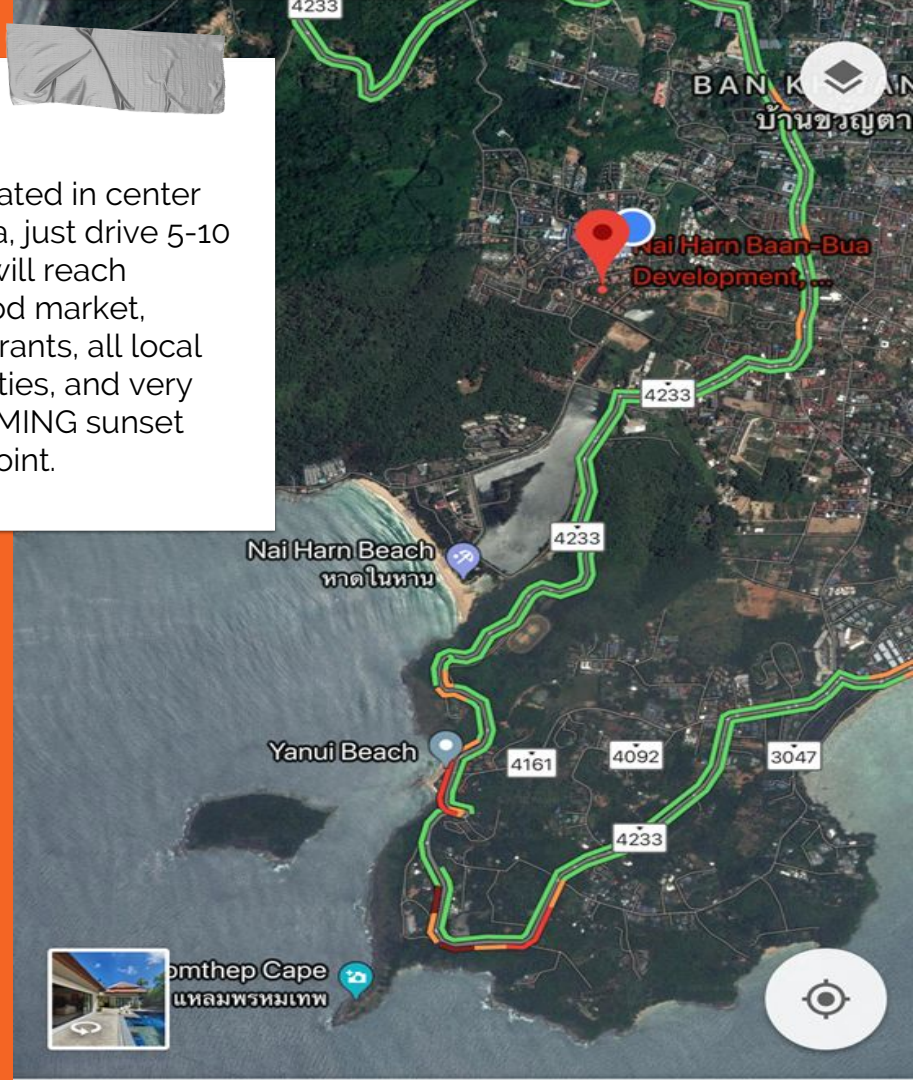 4233
ated in center
a, just drive 5-10
will reach
od market,
rants, all local
ties, and very
MING sunset
oint.
BAN K
AN
บ้านขวัญตา
Nai Harn Baan-Bua
Development, ...
4233
4233
Nai Harn Beach
หาดในหาน
Yanui Beach
4161
4092
3047
4233
omthep Cape
แหลมพรหมเทพ